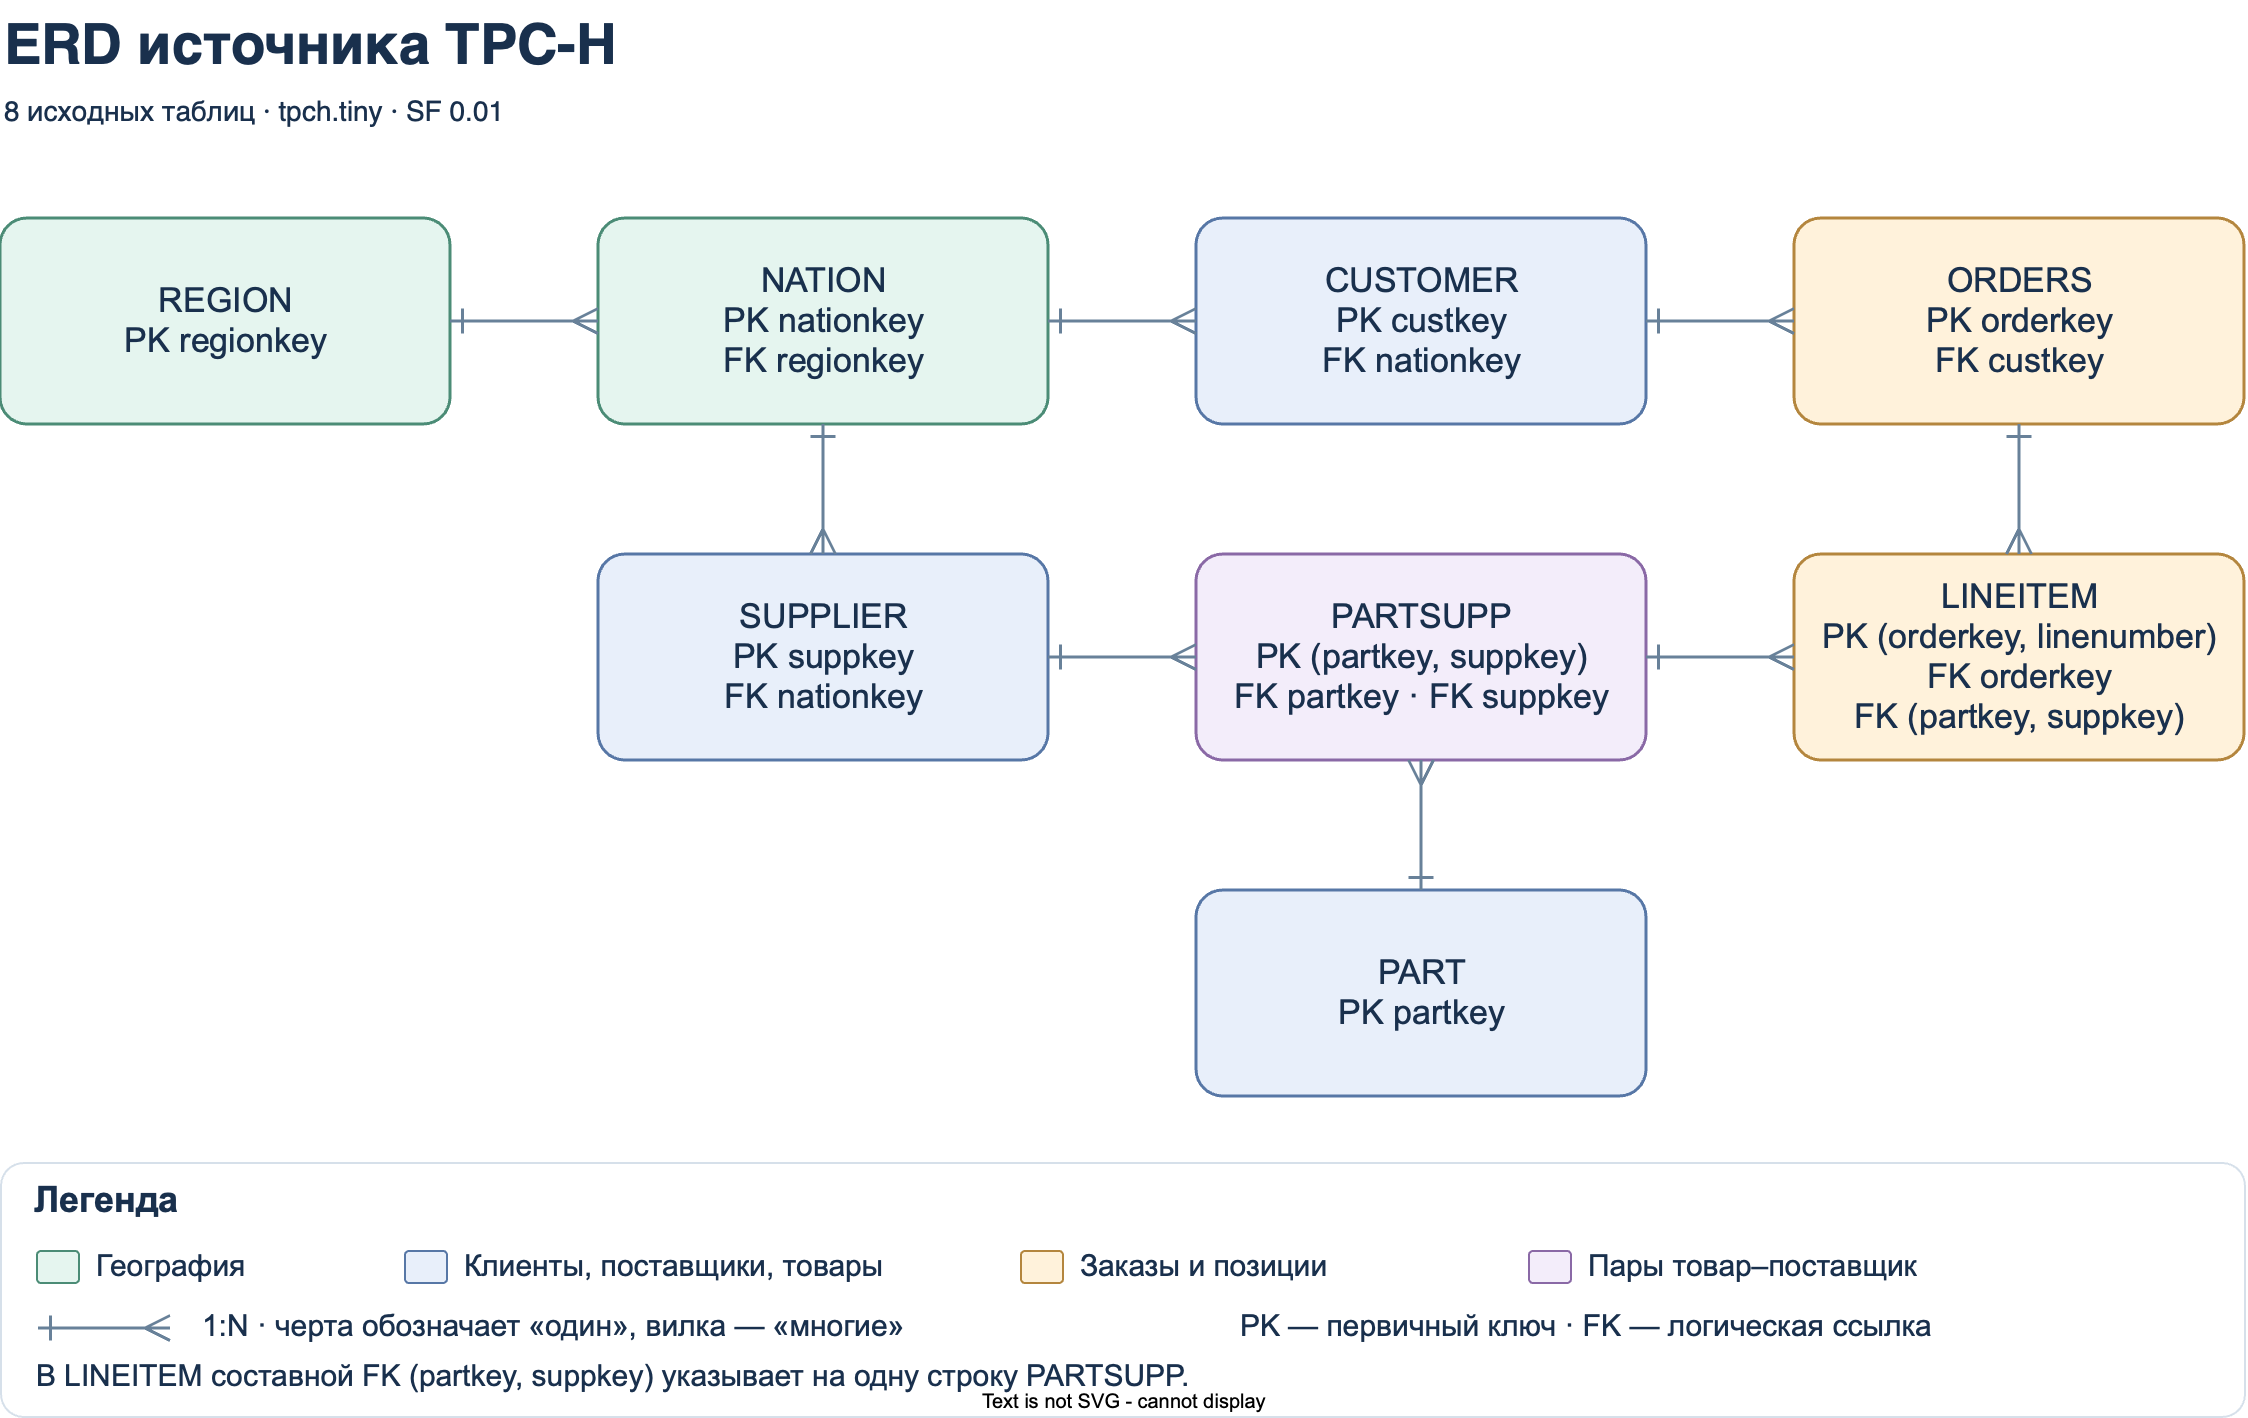 ERD источника TPC-H
8 исходных таблиц · tpch.tiny · SF 0.01
REGION
PK regionkey
NATION
PK nationkey
FK regionkey
CUSTOMER
PK custkey
FK nationkey
ORDERS
PK orderkey
FK custkey
SUPPLIER
PK suppkey
FK nationkey
PARTSUPP
PK (partkey, suppkey)
FK partkey · FK suppkey
LINEITEM
PK (orderkey, linenumber)
FK orderkey
FK (partkey, suppkey)
PART
PK partkey
Легенда
География
Клиенты, поставщики, товары
Заказы и позиции
Пары товар–поставщик
1:N · черта обозначает «один», вилка — «многие»
PK — первичный ключ · FK — логическая ссылка
В LINEITEM составной FK (partkey, suppkey) указывает на одну строку PARTSUPP.
Text is not SVG - cannot display